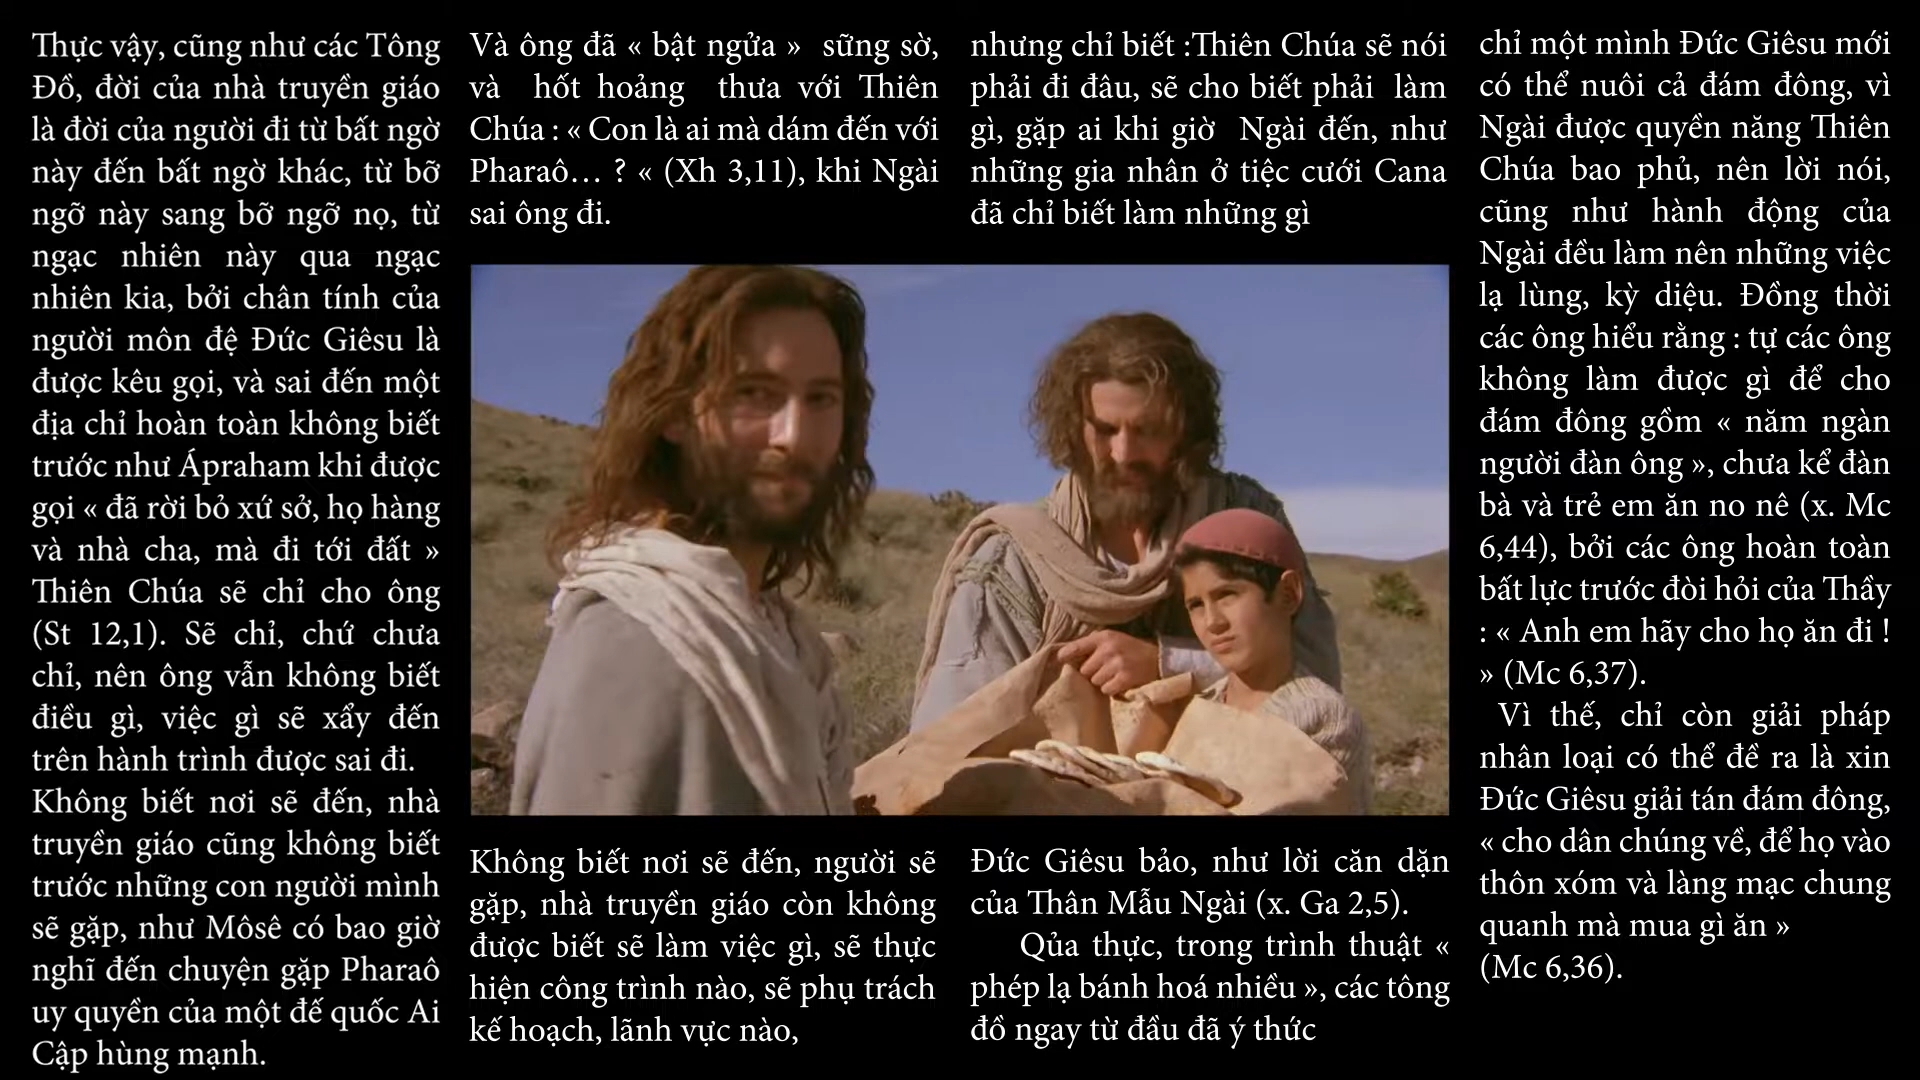 Thực vậy, cũng như các Tông
Đồ, đời của nhà truyền giáo
là đời của người đi từ bất ngờ
này đến bất ngờ khác, từ bỡ
ngỡ này sang bỡ ngỡ nọ, từ
ngạc nhiên này qua ngạc
nhiên kia, bởi chân tính của
người môn đệ Đức Giêsu là
được kêu gọi, và sai đến một
địa chỉ hoàn toàn không biết
trước như Ápraham khi được
gọi « đã rời bỏ xứ sở, họ hàng
và nhà cha, mà đi tới đất »
Thiên Chúa sẽ chỉ cho ông
(St 12,1). Sẽ chỉ, chứ chưa
chỉ, nên ông vẫn không biết
điều gì, việc gì sẽ xẩy đến
trên hành trình được sai đi.
Không biết nơi sẽ đến, nhà
truyền giáo cũng không biết
trước những con người mình
sẽ gặp, như Môsê có bao giờ
nghĩ đến chuyện gặp Pharaô
uy quyền của một đế quốc Ai
Cập hùng mạnh.
Và ông đã « bật ngửa » sững sờ,
và hốt hoảng thưa với Thiên
Chúa : « Con là ai mà dám đến với
Pharaô… ? « (Xh 3,11), khi Ngài
sai ông đi.
Không biết nơi sẽ đến, người sẽ
gặp, nhà truyền giáo còn không
được biết sẽ làm việc gì, sẽ thực
hiện công trình nào, sẽ phụ trách
kế hoạch, lãnh vực nào,
nhưng chỉ biết :Thiên Chúa sẽ nói
phải đi đâu, sẽ cho biết phải làm
gì, gặp ai khi giờ Ngài đến, như
những gia nhân ở tiệc cưới Cana
đã chỉ biết làm những gì
Đức Giêsu bảo, như lời căn dặn
của Thân Mẫu Ngài (x. Ga 2,5).
Qủa thực, trong trình thuật «
phép lạ bánh hoá nhiều », các tông
đồ ngay từ đầu đã ý thức
chỉ một mình Đức Giêsu mới
có thể nuôi cả đám đông, vì
Ngài được quyền năng Thiên
Chúa bao phủ, nên lời nói,
cũng như hành động của
Ngài đều làm nên những việc
lạ lùng, kỳ diệu. Đồng thời
các ông hiểu rằng : tự các ông
không làm được gì để cho
đám đông gồm « năm ngàn
người đàn ông », chưa kể đàn
bà và trẻ em ăn no nê (x. Mc
6,44), bởi các ông hoàn toàn
bất lực trước đòi hỏi của Thầy
: « Anh em hãy cho họ ăn đi !
» (Mc 6,37).
Vì thế, chỉ còn giải pháp
nhân loại có thể đề ra là xin
Đức Giêsu giải tán đám đông,
« cho dân chúng về, để họ vào
thôn xóm và làng mạc chung
quanh mà mua gì ăn »
(Mc 6,36).